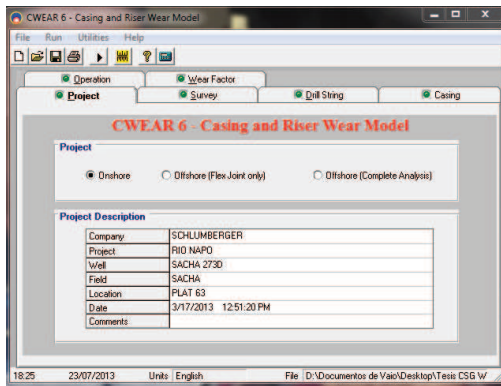 CWEAR 6 - Casing and Riser Wear Model
File Run Utilities Help
Operation Wear Factor
Project Survey Drill String Casing
CWEAR 6 - Casing and Riser Wear Model
Project
Onshore Offshore (Flex Joint only) Offshore (Complete Analysis)
Project Description
Company SCHLUMBERGER
Project RIO NAPO
Well SACHA 273D
Field SACHA
Location PLAT 63
Date 3/17/2013 12:51:20 PM
Comments
18:25 23/07/2013 Units English File D:\Documentos de Vaio\Desktop\Tesis CSG W